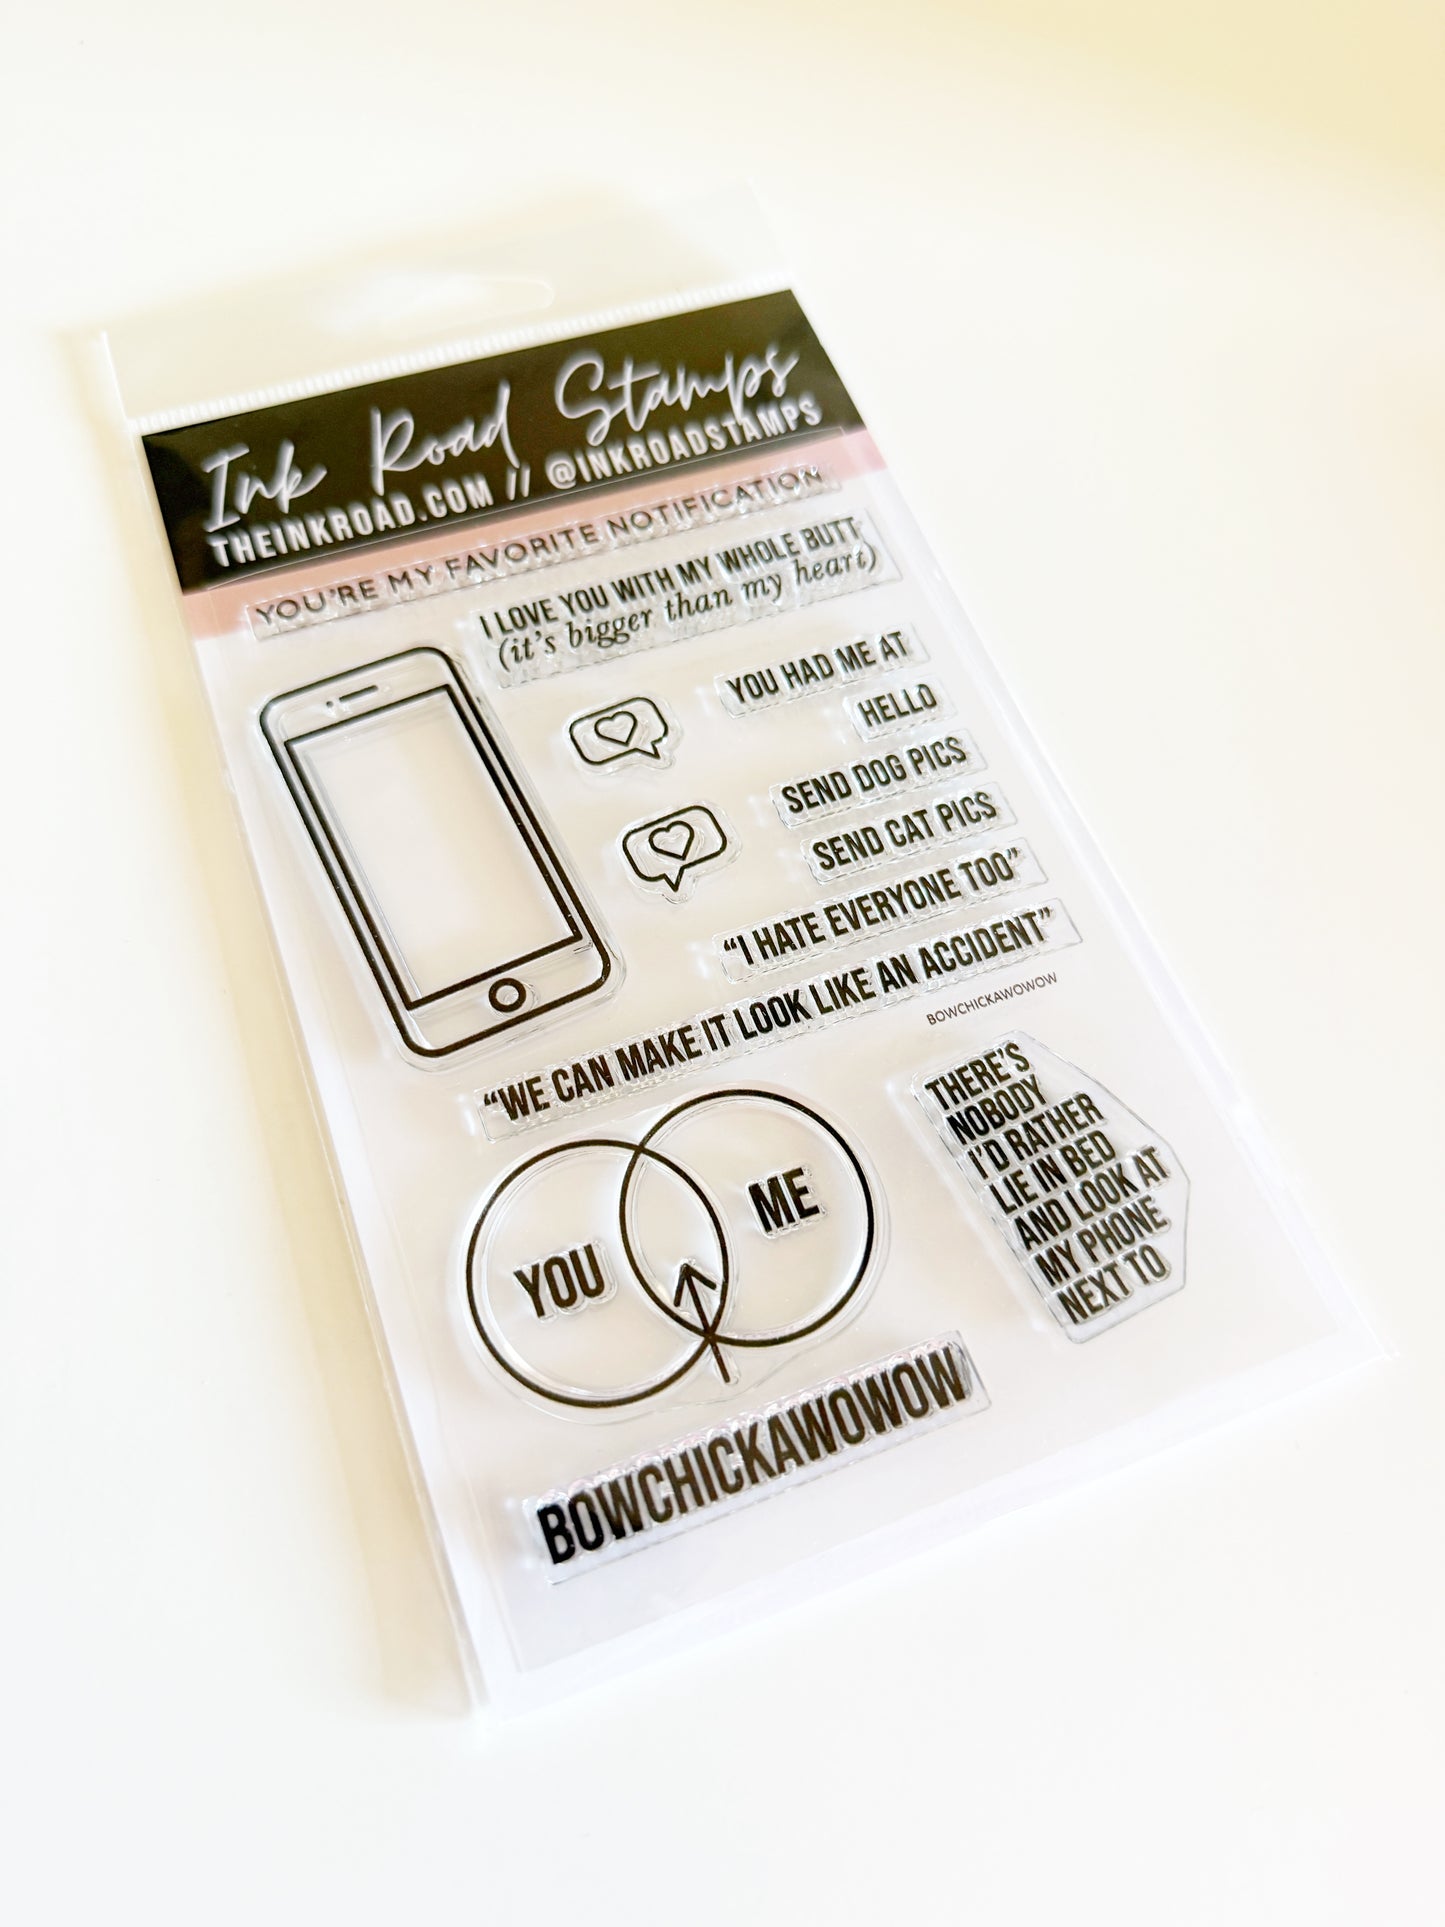 Ink Road Stamps
THEINKROAD.COM // @INKROADSTAMPS
YOU'RE MY FAVORITE NOTIFICATION
I LOVE YOU WITH MY WHOLE BUTT
(it's bigger than my heart)
YOU HAD ME AT
HELLO
SEND DOG PICS
SEND CAT PICS
“I HATE EVERYONE TOO”
“WE CAN MAKE IT LOOK LIKE AN ACCIDENT”
BOWCHICKAWOWOW
THERE'S
NOBODY
I'D RATHER
LIE IN BED
AND LOOK AT
MY PHONE
NEXT TO
YOU
ME
BOWCHICKAWOWOW